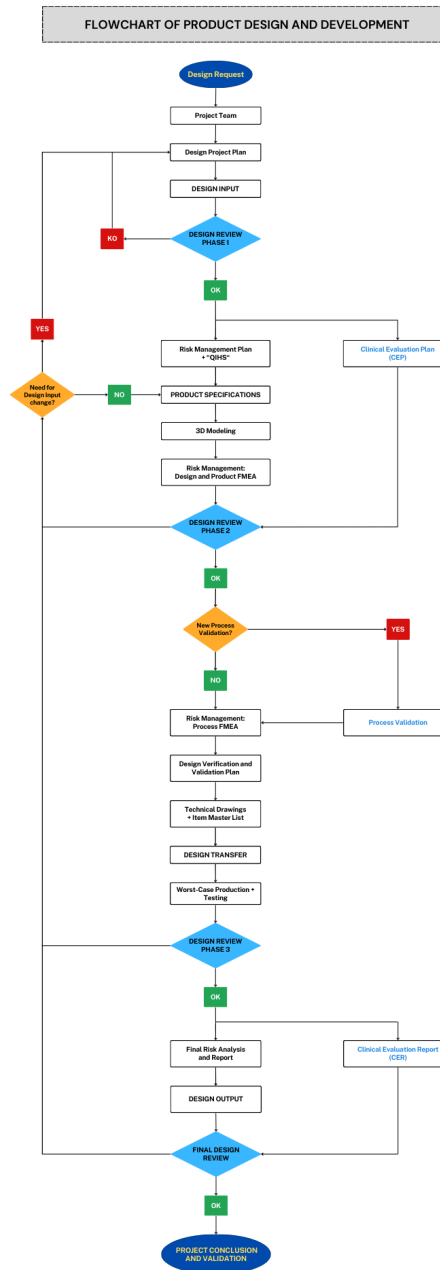 FLOWCHART OF PRODUCT DESIGN AND DEVELOPMENT
Design Request
Project Team
Design Project Plan
DESIGN INPUT
DESIGN REVIEW
PHASE 1
KO
OK
YES
Risk Management Plan
+ "QIHS"
Clinical Evaluation Plan
(CEP)
Need for
Design Input
change?
NO
PRODUCT SPECIFICATIONS
3D Modeling
Risk Management:
Design and Product FMEA
DESIGN REVIEW
PHASE 2
OK
New Process
Validation?
YES
NO
Risk Management:
Process FMEA
Process Validation
Design Verification and
Validation Plan
Technical Drawings
+ Item Master List
DESIGN TRANSFER
Worst-Case Production +
Testing
DESIGN REVIEW
PHASE 3
OK
Final Risk Analysis
and Report
Clinical Evaluation Report
(CER)
DESIGN OUTPUT
FINAL DESIGN
REVIEW
OK
PROJECT CONCLUSION
AND VALIDATION